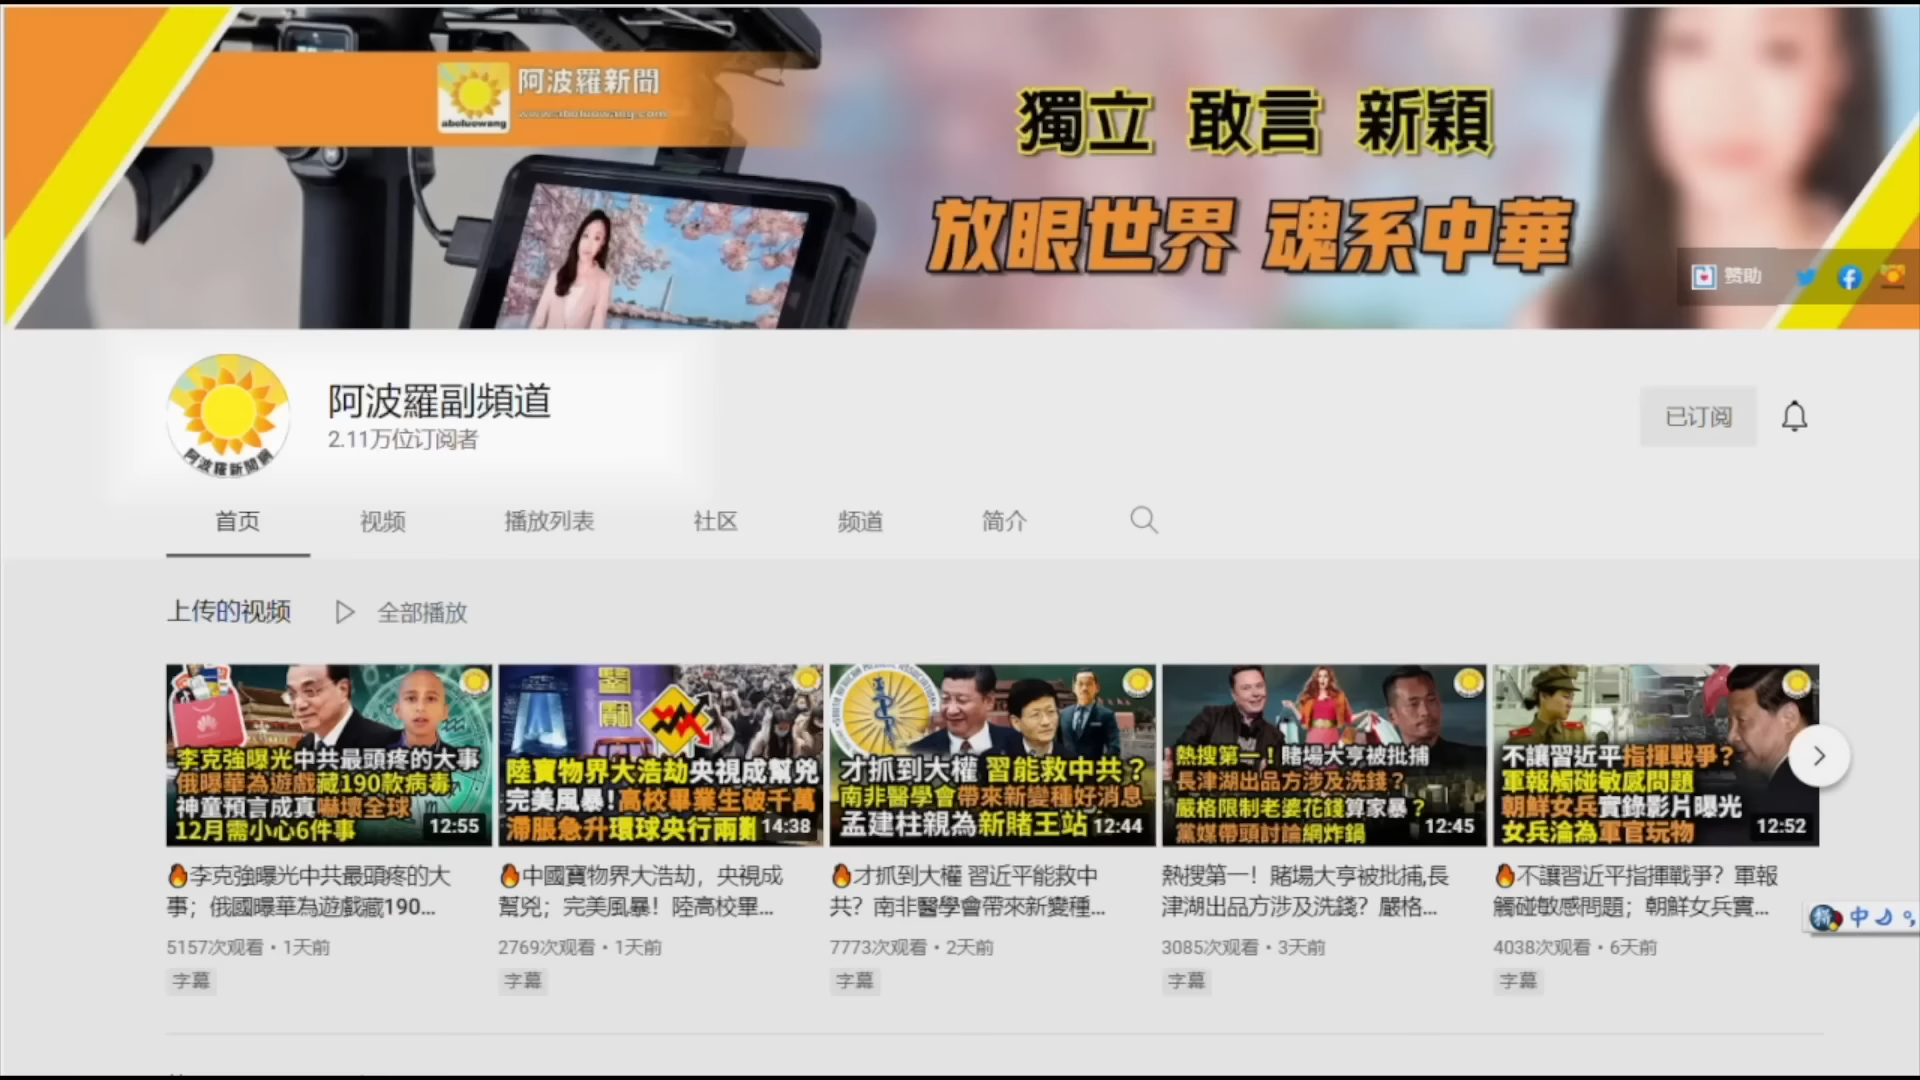 阿波羅新聞
www.aboluowang.com
aboluowang
獨立 敢言 新穎
放眼世界 魂系中華
赞助
阿波羅新聞網
阿波羅副頻道
2.11万位订阅者
已订阅
首页
视频
播放列表
社区
频道
简介
上传的视频
全部播放
李克強曝光中共最頭疼的大事
俄曝華為遊戲藏190款病毒
神童預言成真嚇壞全球
12月需小心6件事
12:55
陸寶物界大浩劫央視成幫兇
完美風暴!高校畢業生破千萬
滯脹急升環球央行兩難
14:38
才抓到大權 習能救中共?
南非醫學會帶來新變種好消息
孟建柱親為新賭王站
12:44
熱搜第一!賭場大亨被批捕
長津湖出品方涉及洗錢?
嚴格限制老婆花錢算家暴?
黨媒帶頭討論網炸鍋
12:45
不讓習近平指揮戰爭?
軍報觸碰敏感問題
朝鮮女兵實錄影片曝光
女兵淪為軍官玩物
12:52
🔥李克強曝光中共最頭疼的大
事；俄國曝華為遊戲藏190...
5157次观看・1天前
字幕
🔥中國寶物界大浩劫，央視成
幫兇；完美風暴！陸高校畢...
2769次观看・1天前
字幕
🔥才抓到大權 習近平能救中
共？南非醫學會帶來新變種...
7773次观看・2天前
字幕
熱搜第一！賭場大亨被批捕,長
津湖出品方涉及洗錢？嚴格...
3085次观看・3天前
字幕
🔥不讓習近平指揮戰爭？軍報
觸碰敏感問題；朝鮮女兵實...
4038次观看・6天前
字幕
中